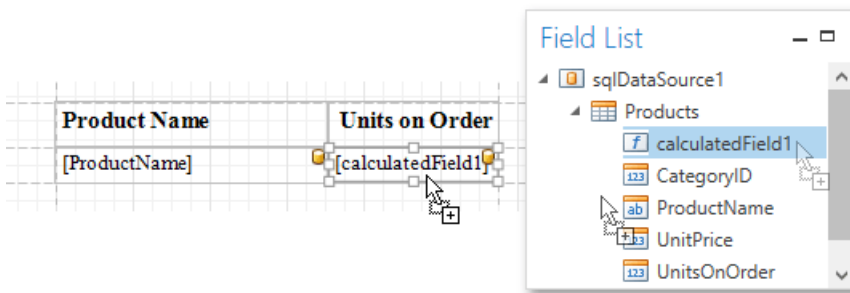 Field List
sqlDataSource1
Products
calculatedField1
CategoryID
ProductName
UnitPrice
UnitsOnOrder
Product Name Units on Order
[ProductName] [calculatedField1]